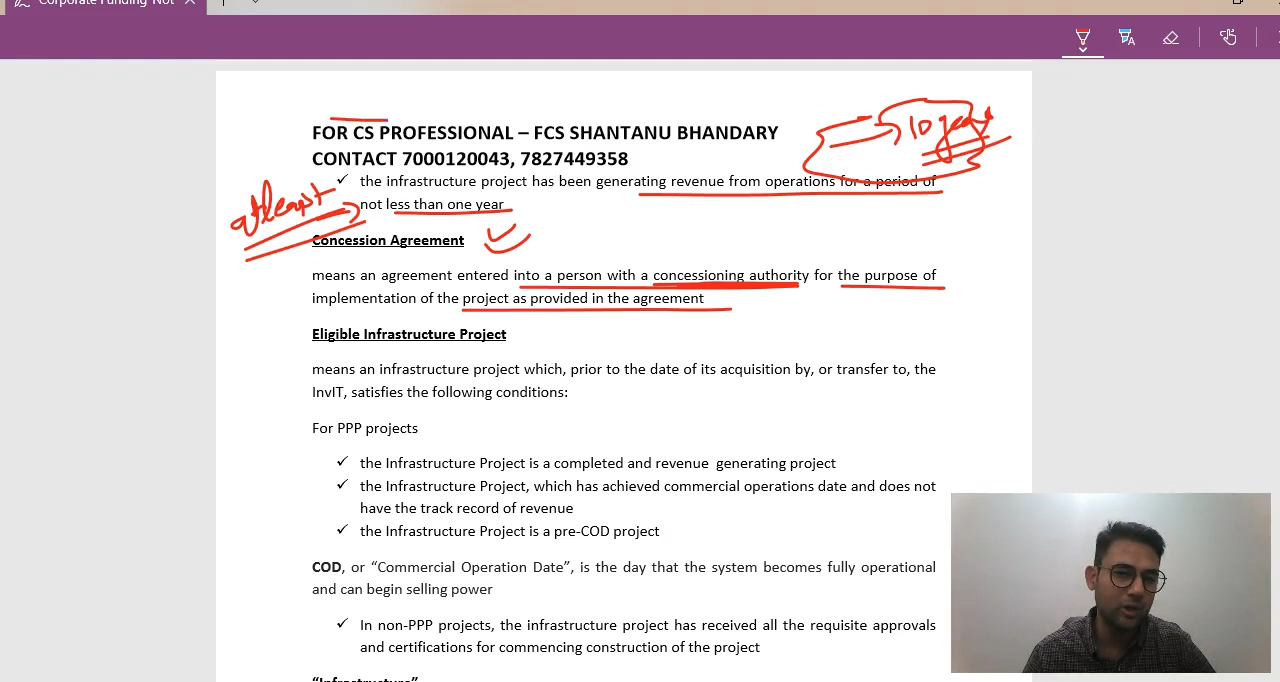 Corporate Funding Not
FOR CS PROFESSIONAL – FCS SHANTANU BHANDARY
10 years
CONTACT 7000120043, 7827449358
✓ the infrastructure project has been generating revenue from operations for a period of
not less than one year
atleast
Concession Agreement
means an agreement entered into a person with a concessioning authority for the purpose of
implementation of the project as provided in the agreement
Eligible Infrastructure Project
means an infrastructure project which, prior to the date of its acquisition by, or transfer to, the
InvIT, satisfies the following conditions:
For PPP projects
✓ the Infrastructure Project is a completed and revenue generating project
✓ the Infrastructure Project, which has achieved commercial operations date and does not
have the track record of revenue
✓ the Infrastructure Project is a pre-COD project
COD, or “Commercial Operation Date”, is the day that the system becomes fully operational
and can begin selling power
✓ In non-PPP projects, the infrastructure project has received all the requisite approvals
and certifications for commencing construction of the project
“Infrastructure”